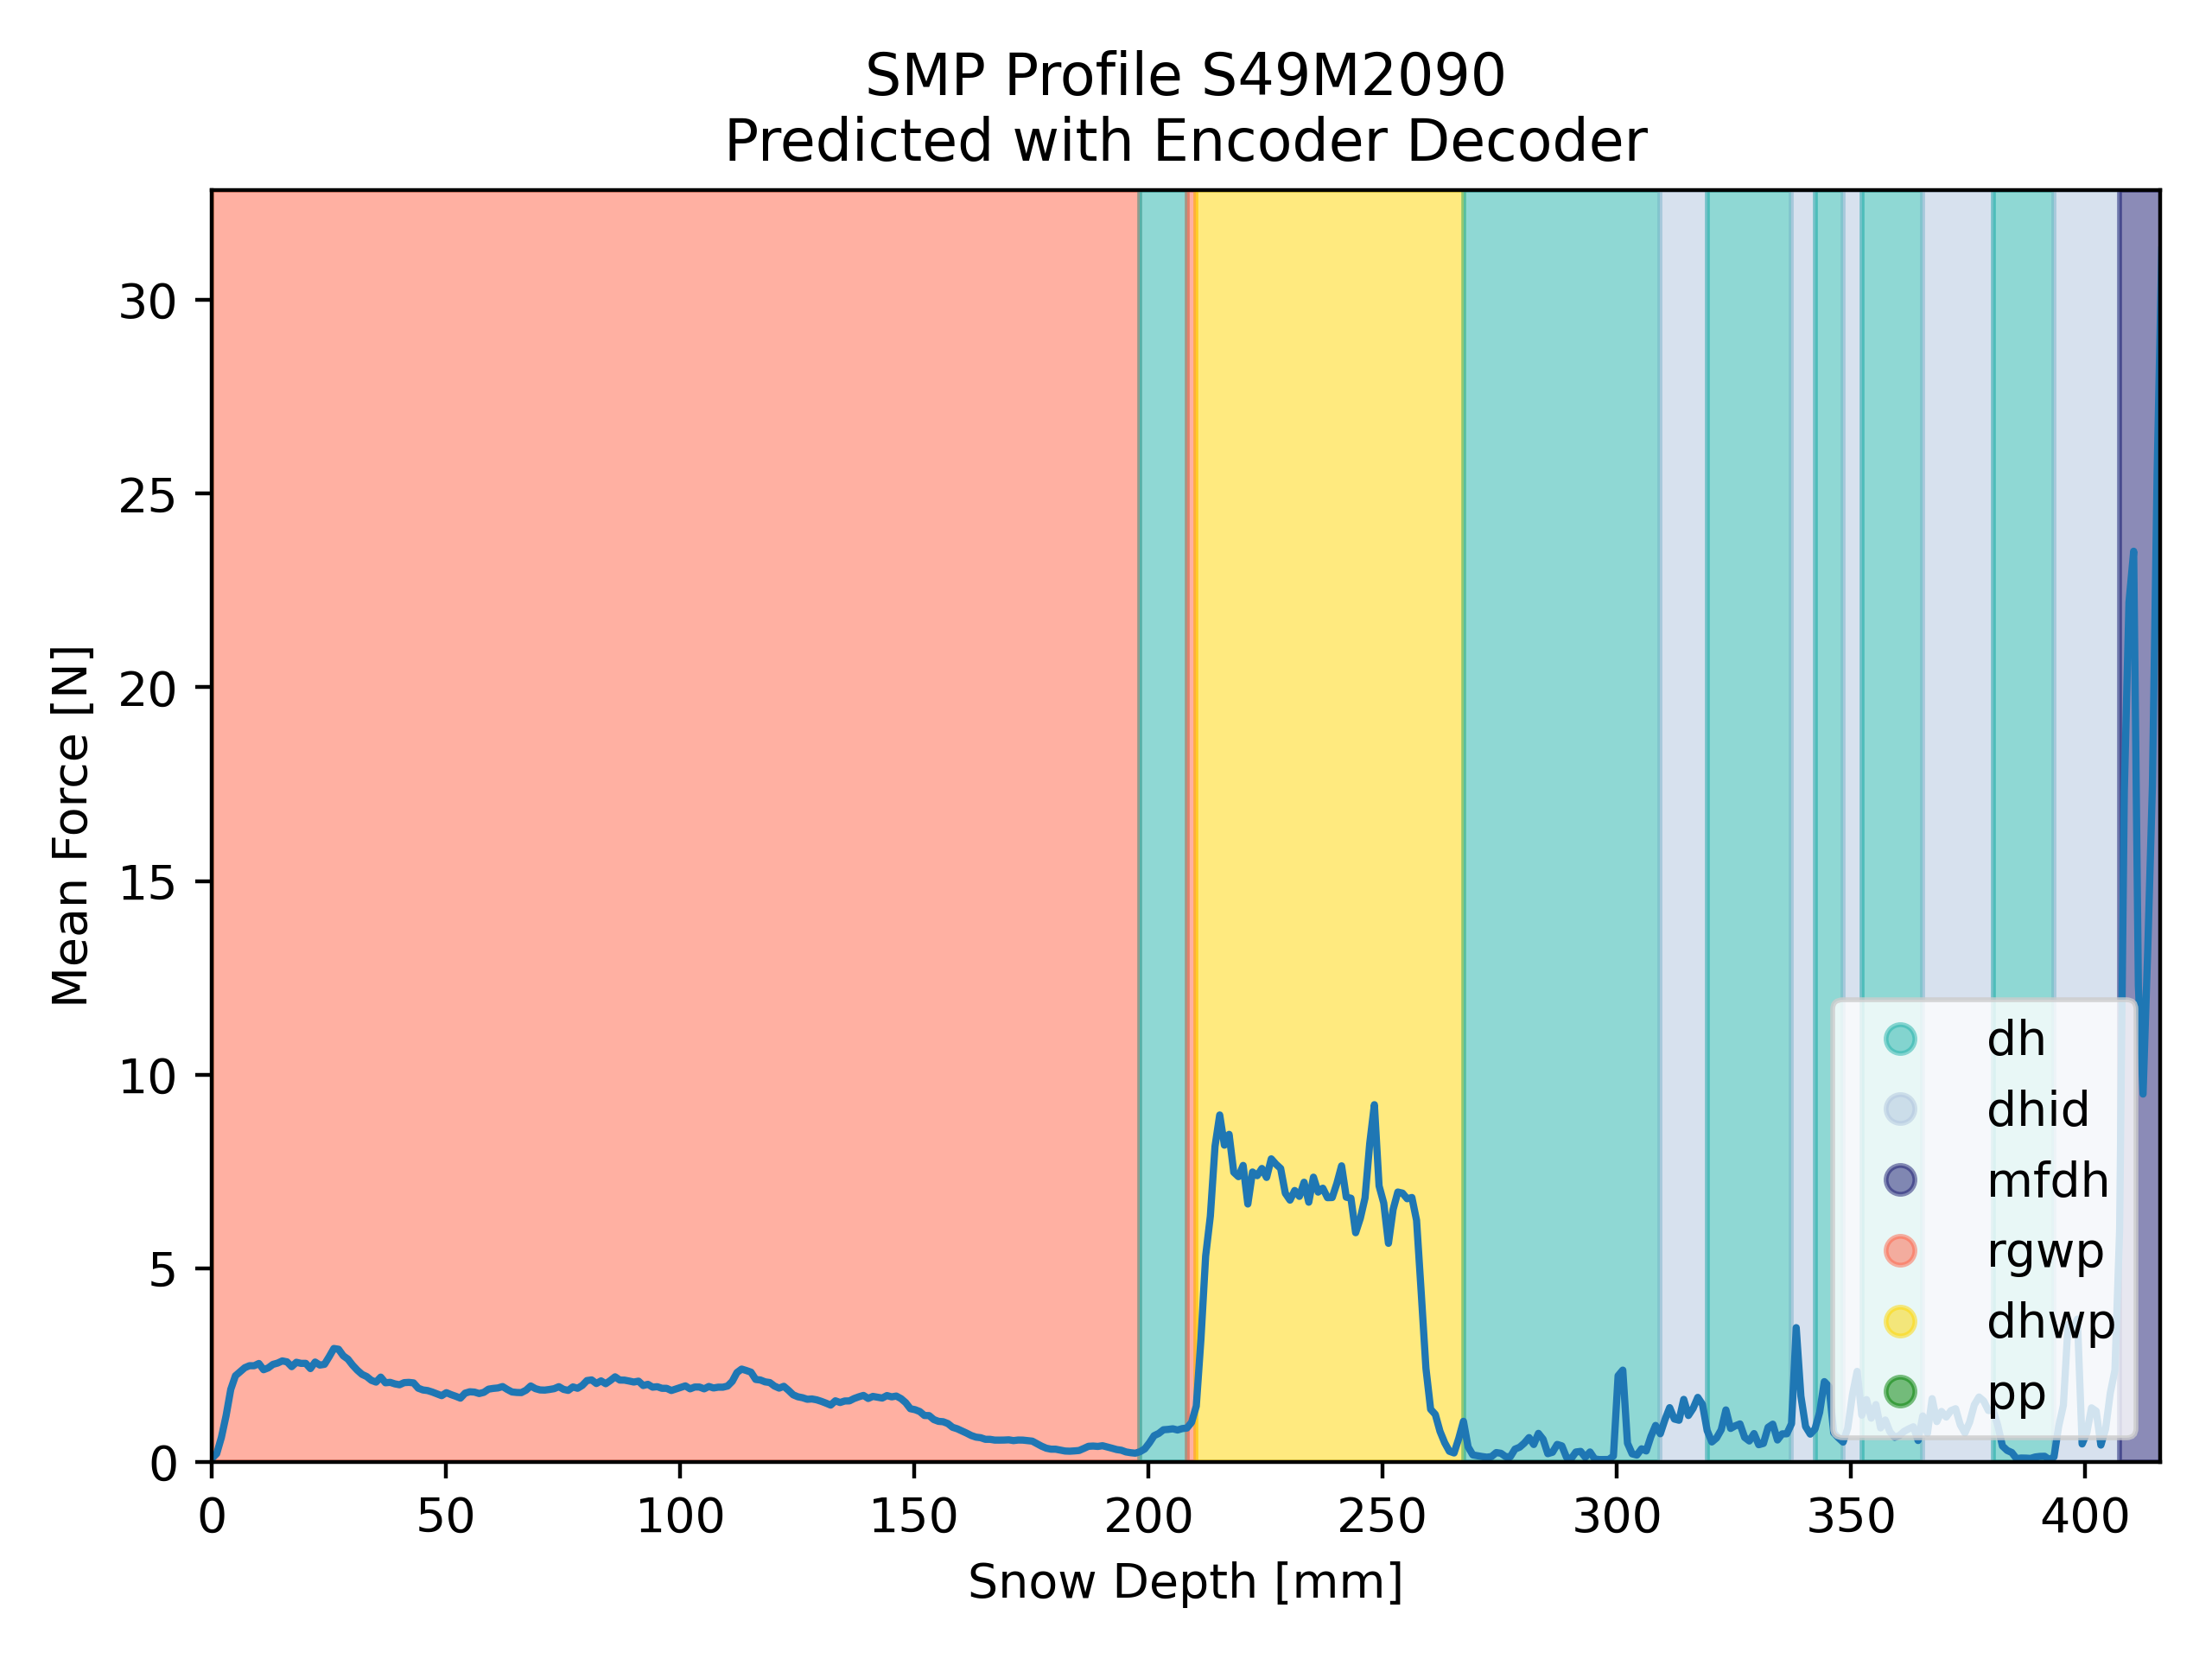 SMP Profile S49M2090
Predicted with Encoder Decoder
Mean Force [N]
30
25
20
15
10
5
0
dh
dhid
mfdh
rgwp
dhwp
pp
0 50 100 150 200 250 300 350 400
Snow Depth [mm]